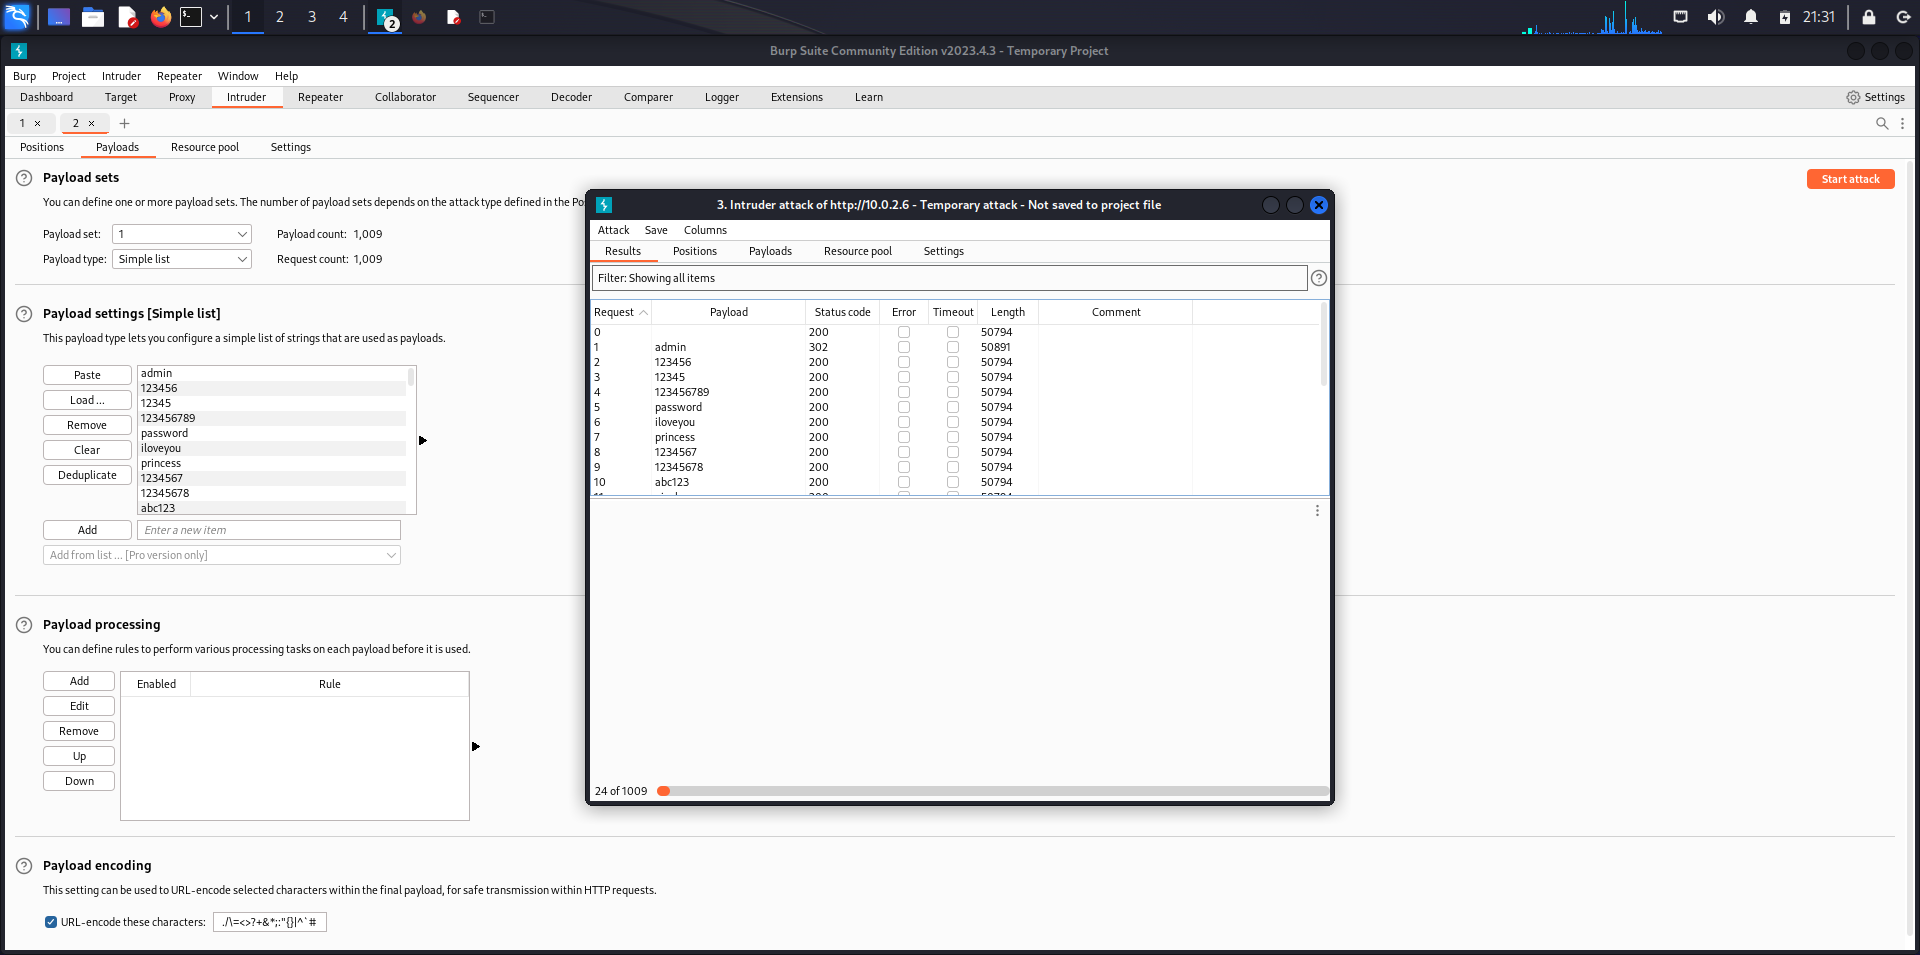 1 2 3 4 2 21:31
Burp Suite Community Edition v2023.4.3 - Temporary Project
Burp Project Intruder Repeater Window Help
Dashboard Target Proxy Intruder Repeater Collaborator Sequencer Decoder Comparer Logger Extensions Learn Settings
1 × 2 × +
Positions Payloads Resource pool Settings
? Payload sets
Start attack
You can define one or more payload sets. The number of payload sets depends on the attack type defined in the
Payload set: 1 Payload count: 1,009
Payload type: Simple list Request count: 1,009
? Payload settings [Simple list]
This payload type lets you configure a simple list of strings that are used as payloads.
Paste
Load ...
Remove
Clear
Deduplicate
admin
123456
12345
123456789
password
iloveyou
princess
1234567
12345678
abc123
Add Enter a new item
Add from list ... [Pro version only]
? Payload processing
You can define rules to perform various processing tasks on each payload before it is used.
Add
Edit
Remove
Up
Down
Enabled Rule
? Payload encoding
This setting can be used to URL-encode selected characters within the final payload, for safe transmission within HTTP requests.
URL-encode these characters: ./\=<>?+&*;:"{}|^`#
3. Intruder attack of http://10.0.2.6 - Temporary attack - Not saved to project file
Attack Save Columns
Results Positions Payloads Resource pool Settings
Filter: Showing all items ?
Request Payload Status code Error Timeout Length Comment
0 200 50794
1 admin 302 50891
2 123456 200 50794
3 12345 200 50794
4 123456789 200 50794
5 password 200 50794
6 iloveyou 200 50794
7 princess 200 50794
8 1234567 200 50794
9 12345678 200 50794
10 abc123 200 50794
24 of 1009